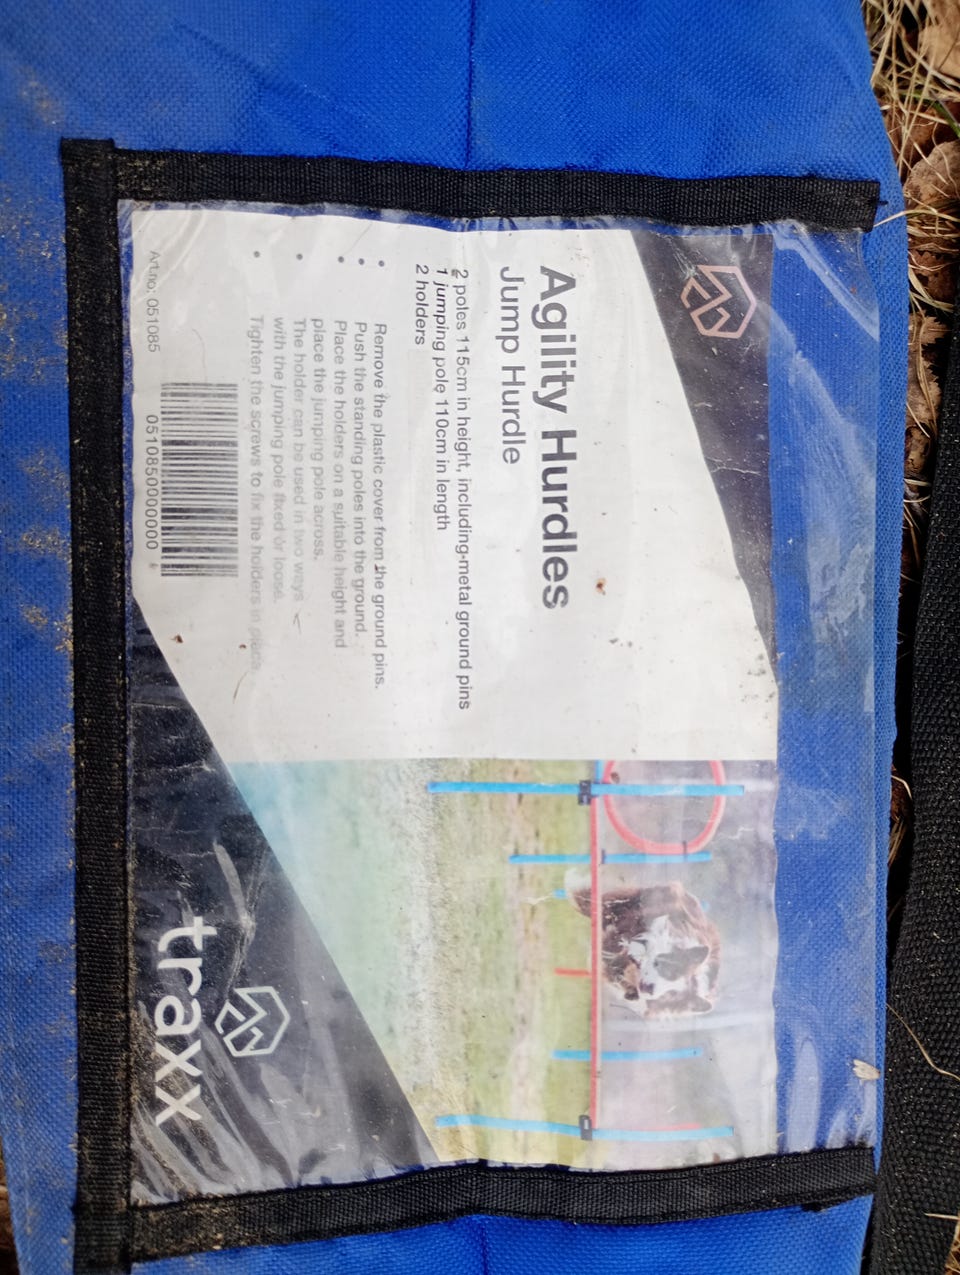 Agility Hurdles
Jump Hurdle
2 poles 115cm in height, including-metal ground pins
1 jumping pole 110cm in length
2 holders
• Remove the plastic cover from the ground pins.
• Push the standing poles into the ground.
• Place the holders on a suitable height and
place the jumping pole across.
• The holder can be used in two ways
with the jumping pole fixed or loose.
• Tighten the screws to fix the holders in place
Art.no: 051085
051085000000
traxx